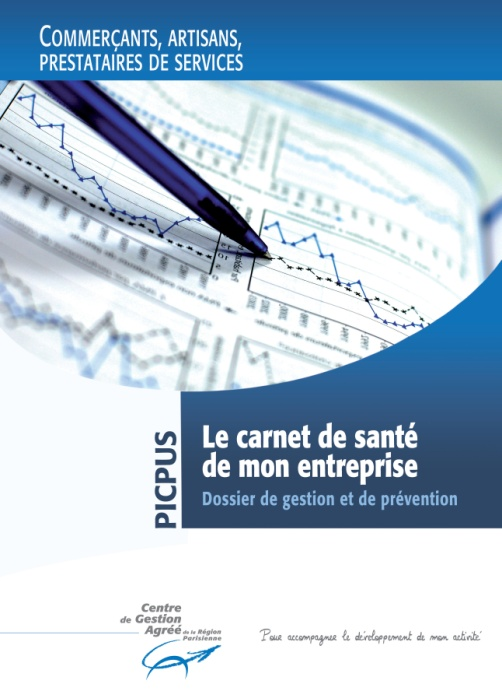 COMMERÇANTS, ARTISANS,
PRESTATAIRES DE SERVICES
PICPUS
Le carnet de santé
de mon entreprise
Dossier de gestion et de prévention
Centre
de Gestion
Agréé de la Région
Parisienne
Pour accompagner le développement de mon activité